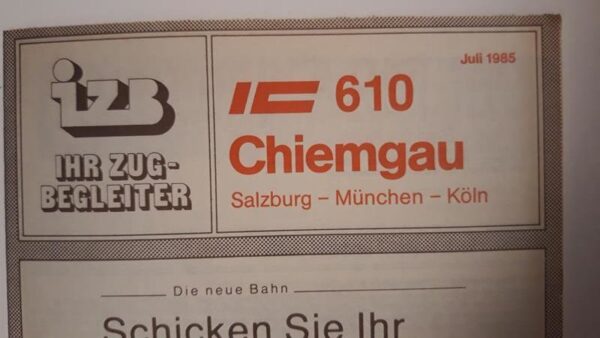 izb
IHR ZUG-
BEGLEITER
Juli 1985
IC 610
Chiemgau
Salzburg – München – Köln
Die neue Bahn
Schicken Sie Ihr